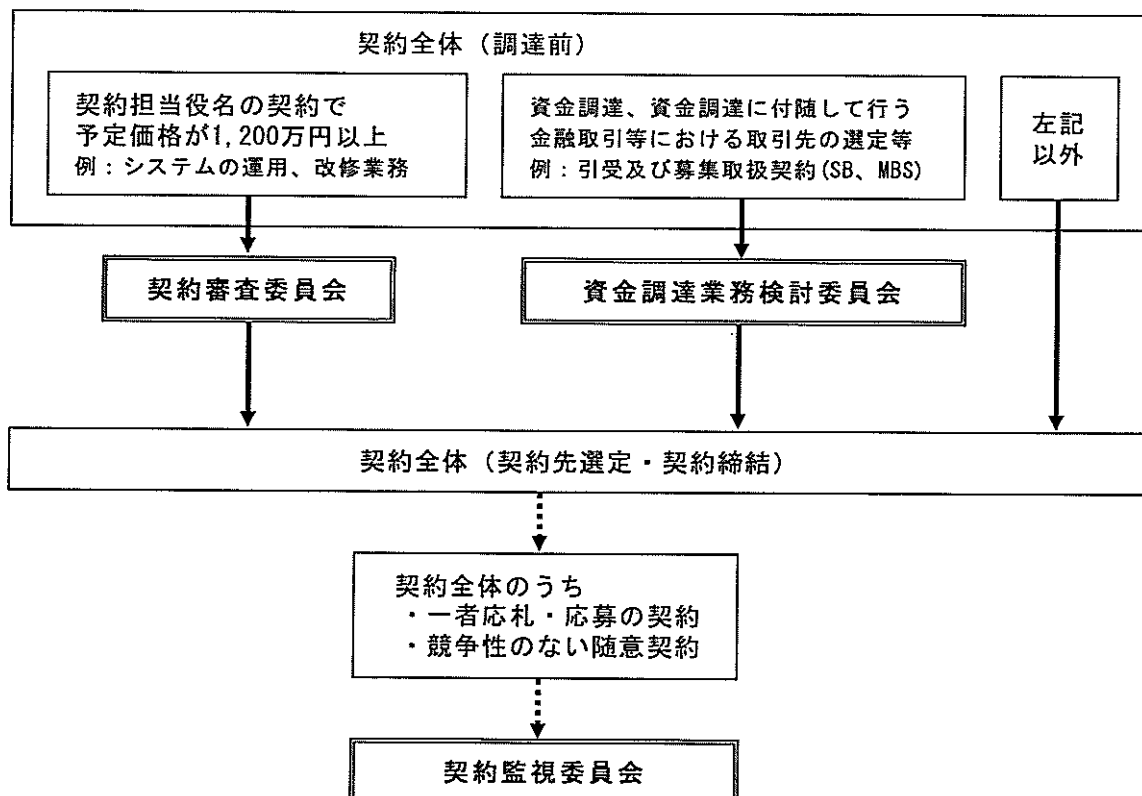 契約全体（調達前）
契約担当役名の契約で
予定価格が1,200万円以上
例：システムの運用、改修業務
資金調達、資金調達に付随して行う
金融取引等における取引先の選定等
例：引受及び募集取扱契約(SB、MBS)
左記
以外
契約審査委員会
資金調達業務検討委員会
契約全体（契約先選定・契約締結）
契約全体のうち
・一者応札・応募の契約
・競争性のない随意契約
契約監視委員会